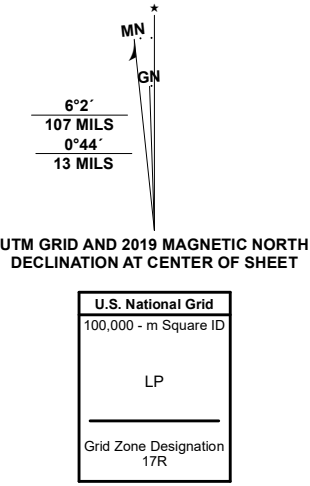 ★
MN
GN
6°2´
107 MILS
0°44´
13 MILS
UTM GRID AND 2019 MAGNETIC NORTH
DECLINATION AT CENTER OF SHEET
U.S. National Grid
100,000 - m Square ID
LP
Grid Zone Designation
17R